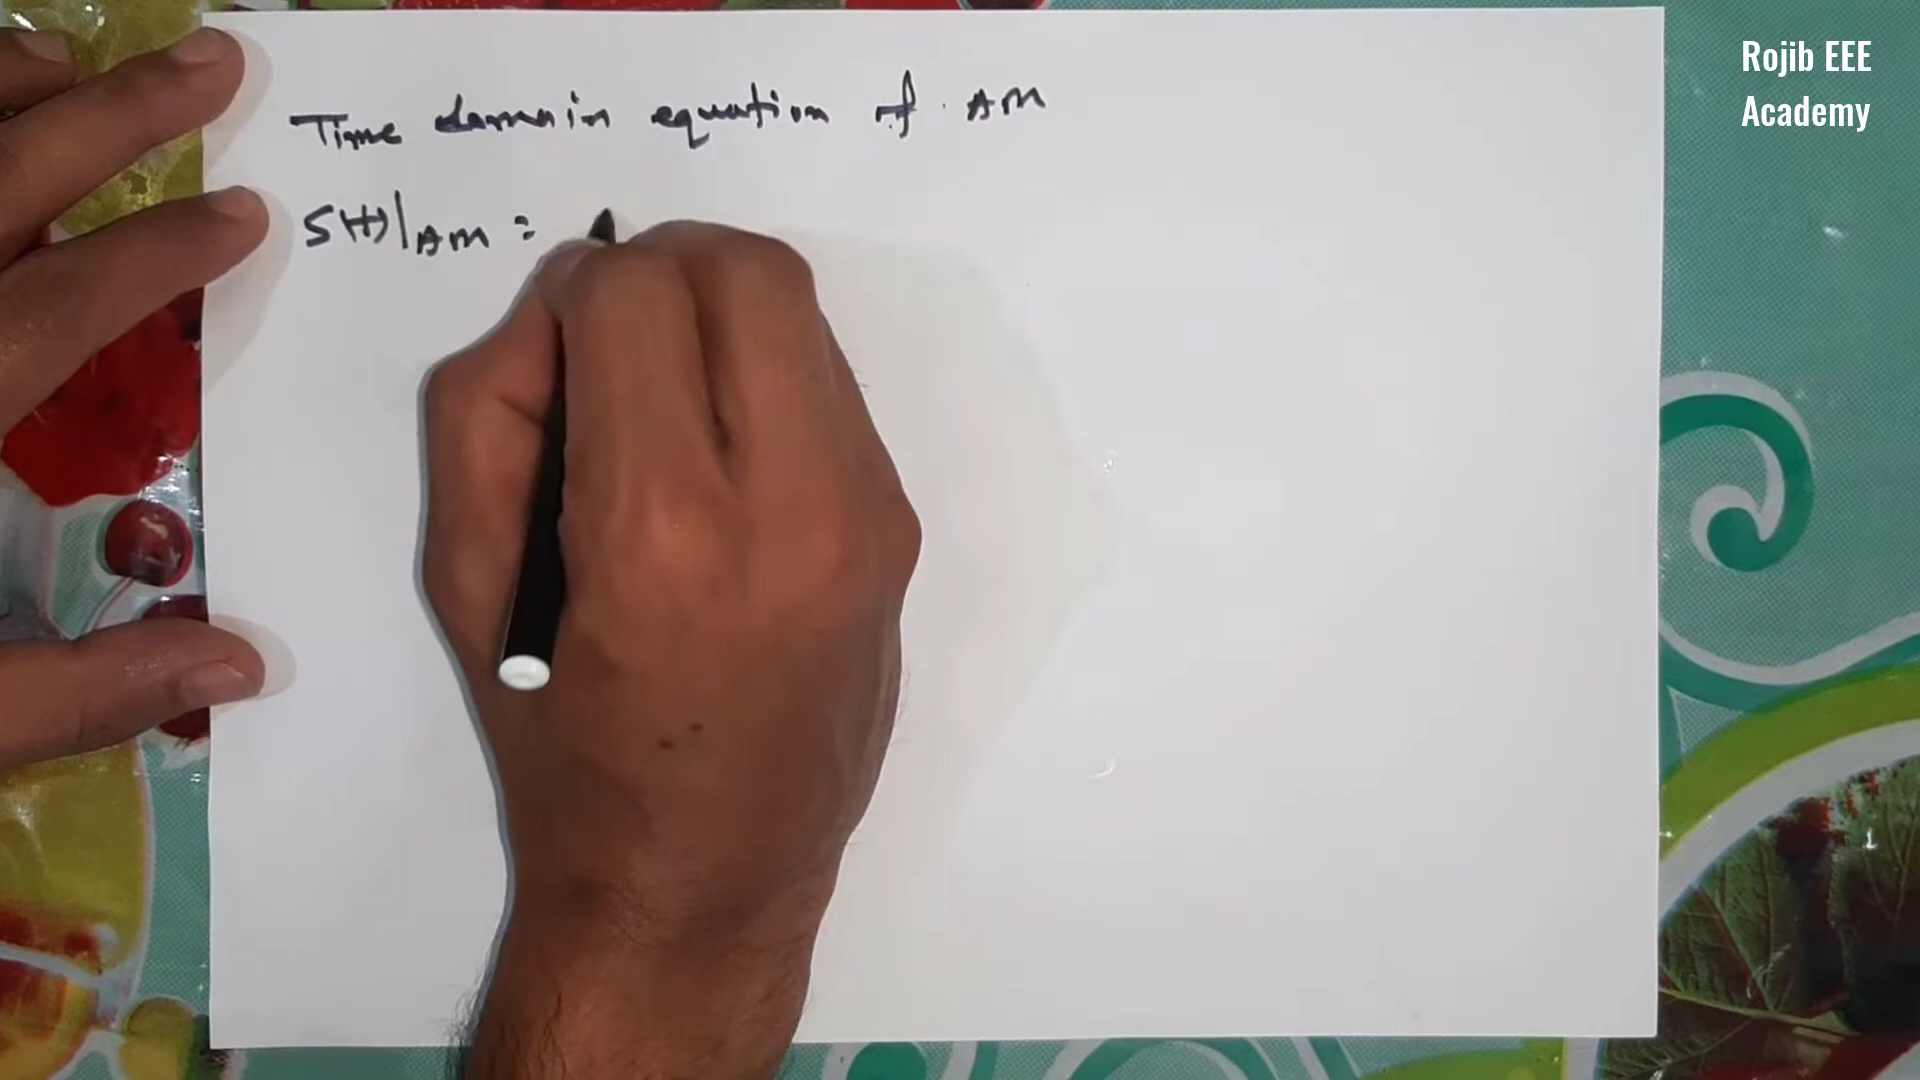 Time domain equation of AM
S(t)|AM =
Rojib EEE
Academy